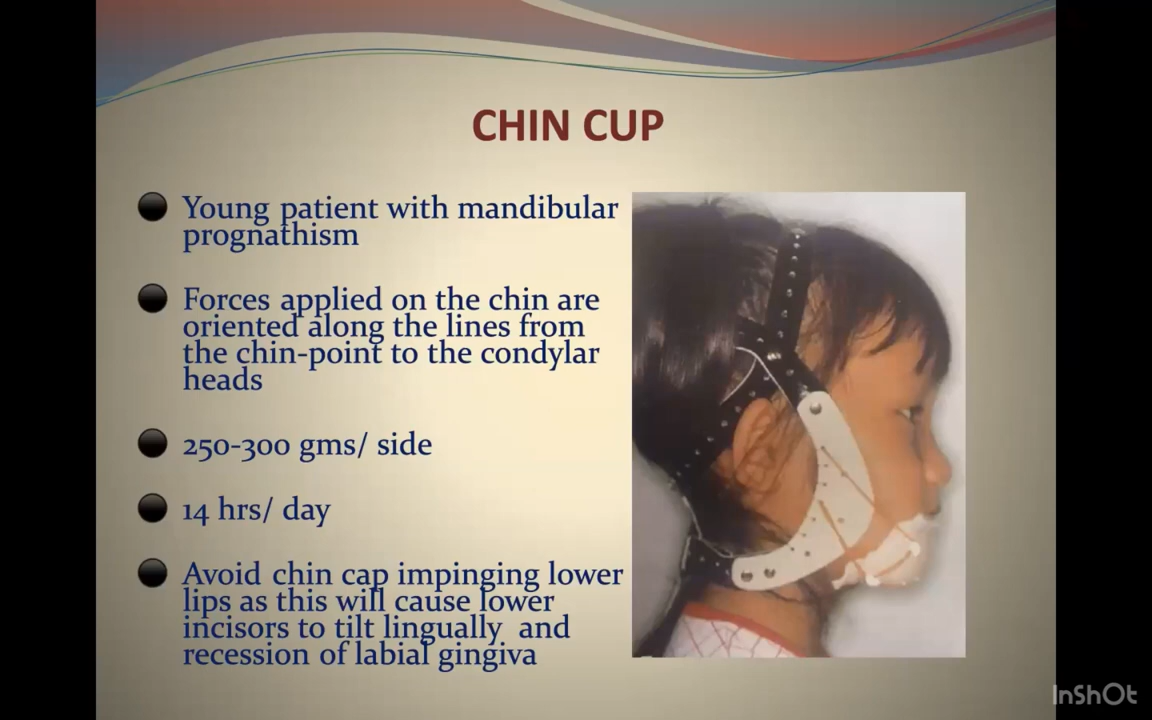 CHIN CUP
Young patient with mandibular
prognathism
Forces applied on the chin are
oriented along the lines from
the chin-point to the condylar
heads
250-300 gms/ side
14 hrs/ day
Avoid chin cap impinging lower
lips as this will cause lower
incisors to tilt lingually and
recession of labial gingiva
InShOt